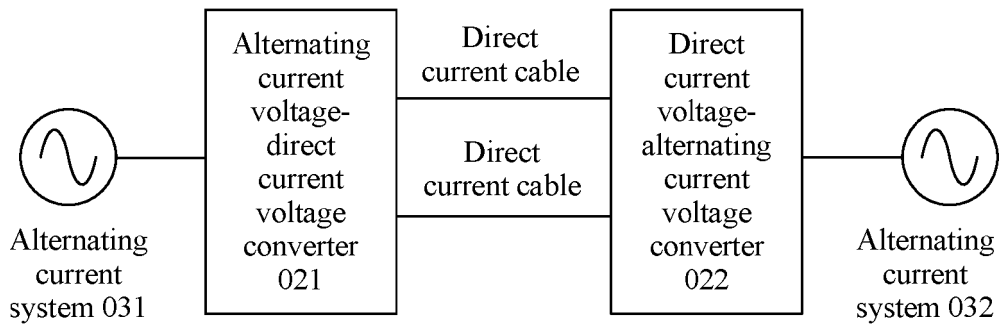 Alternating
current
system 031
Alternating
current
voltage-
direct
current
voltage
converter
021
Direct
current cable
Direct
current cable
Direct
current
voltage-
alternating
current
voltage
converter
022
Alternating
current
system 032